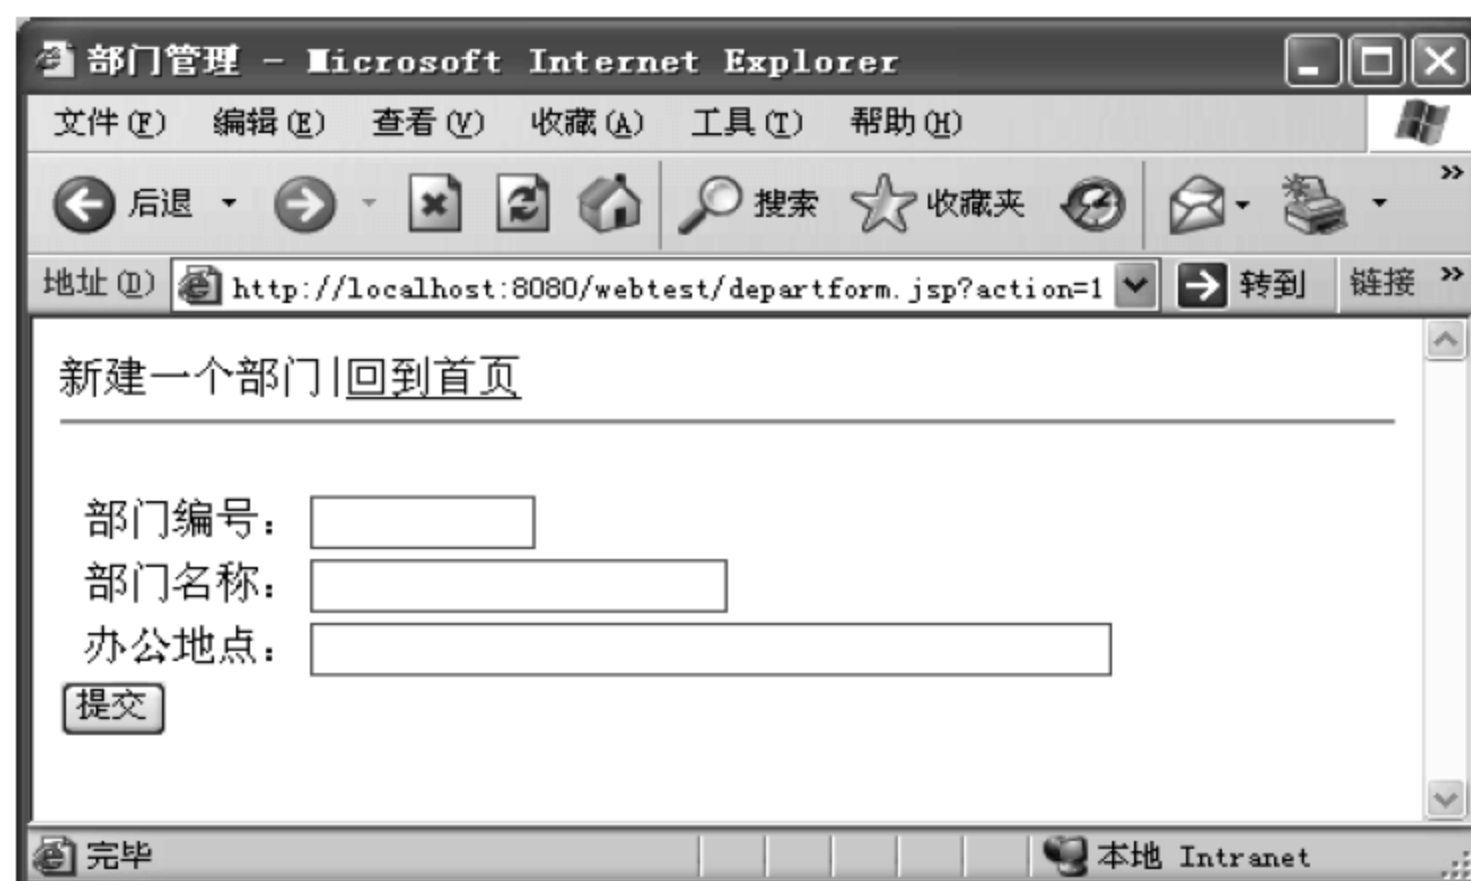 部门管理 - Microsoft Internet Explorer
文件(F) 编辑(E) 查看(V) 收藏(A) 工具(T) 帮助(H)
后退 搜索 收藏夹 »
地址(D) http://localhost:8080/webtest/departform.jsp?action=1 转到 链接 »
新建一个部门|回到首页
部门编号：
部门名称：
办公地点：
提交
完毕 本地 Intranet